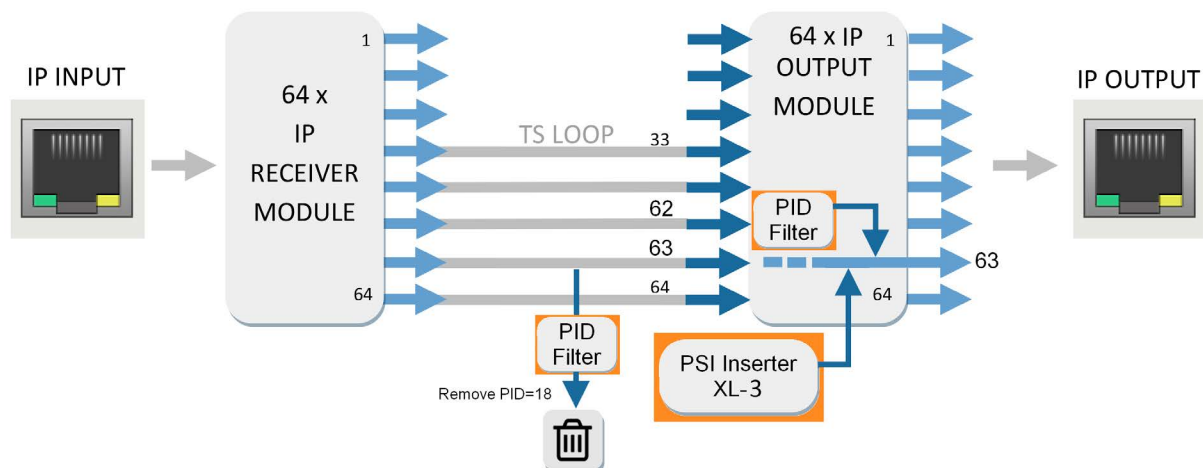 IP INPUT
64 x
IP
RECEIVER
MODULE
1
64
TS LOOP
33
62
63
64
64 x IP
OUTPUT
MODULE
1
PID
Filter
63
64
PID
Filter
Remove PID=18
PSI Inserter
XL-3
IP OUTPUT